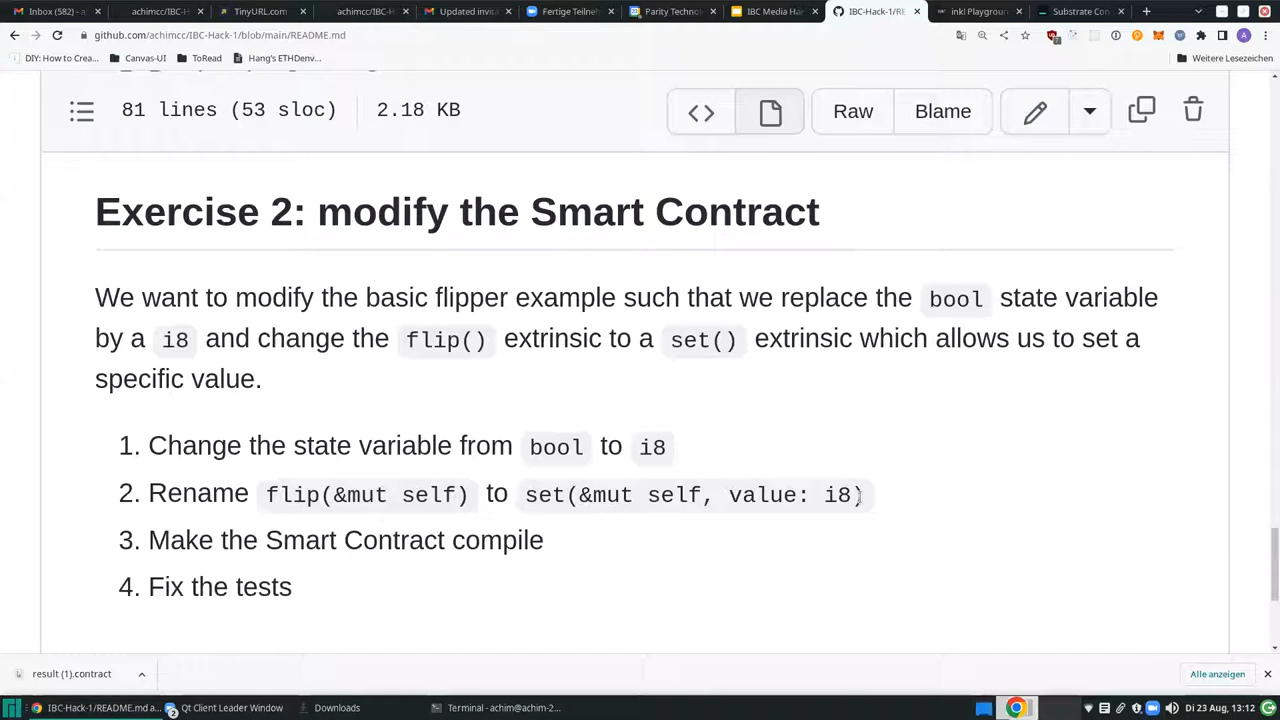 Inbox (582) - a
achimcc/IBC-H
TinyURL.com
achimcc/IBC-H
Updated invita
Fertige Teilneh
Parity Technol
IBC Media Har
IBC-Hack-1/RE
ink! Playgroun
Substrate Con
github.com/achimcc/IBC-Hack-1/blob/main/README.md
DIY: How to Crea...
Canvas-UI
ToRead
Hang's ETHDenv...
Weitere Lesezeichen
81 lines (53 sloc)
2.18 KB
Raw
Blame
Exercise 2: modify the Smart Contract
We want to modify the basic flipper example such that we replace the bool state variable
by a i8 and change the flip() extrinsic to a set() extrinsic which allows us to set a
specific value.
1. Change the state variable from bool to i8
2. Rename flip(&mut self) to set(&mut self, value: i8)
3. Make the Smart Contract compile
4. Fix the tests
result (1).contract
Alle anzeigen
IBC-Hack-1/README.md a...
Qt Client Leader Window
Downloads
Terminal - achim@achim-2...
Di 23 Aug, 13:12